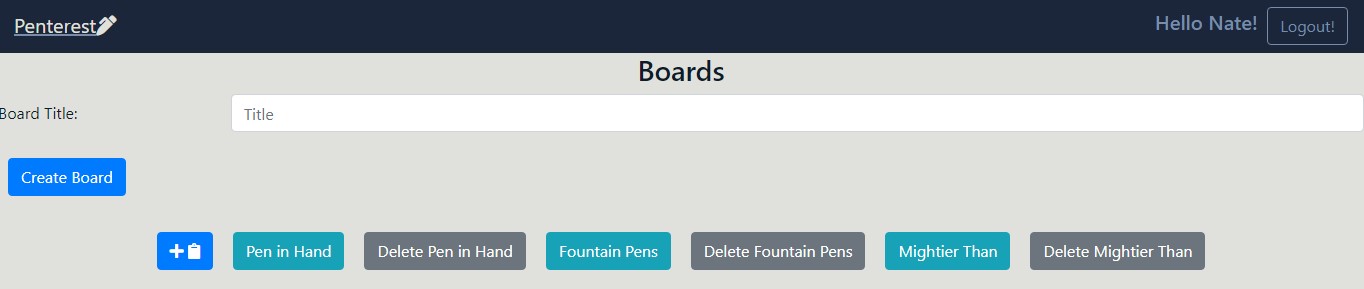 Penterest
Hello Nate! Logout!
Boards
Board Title: Title
Create Board
Pen in Hand Delete Pen in Hand Fountain Pens Delete Fountain Pens Mightier Than Delete Mightier Than